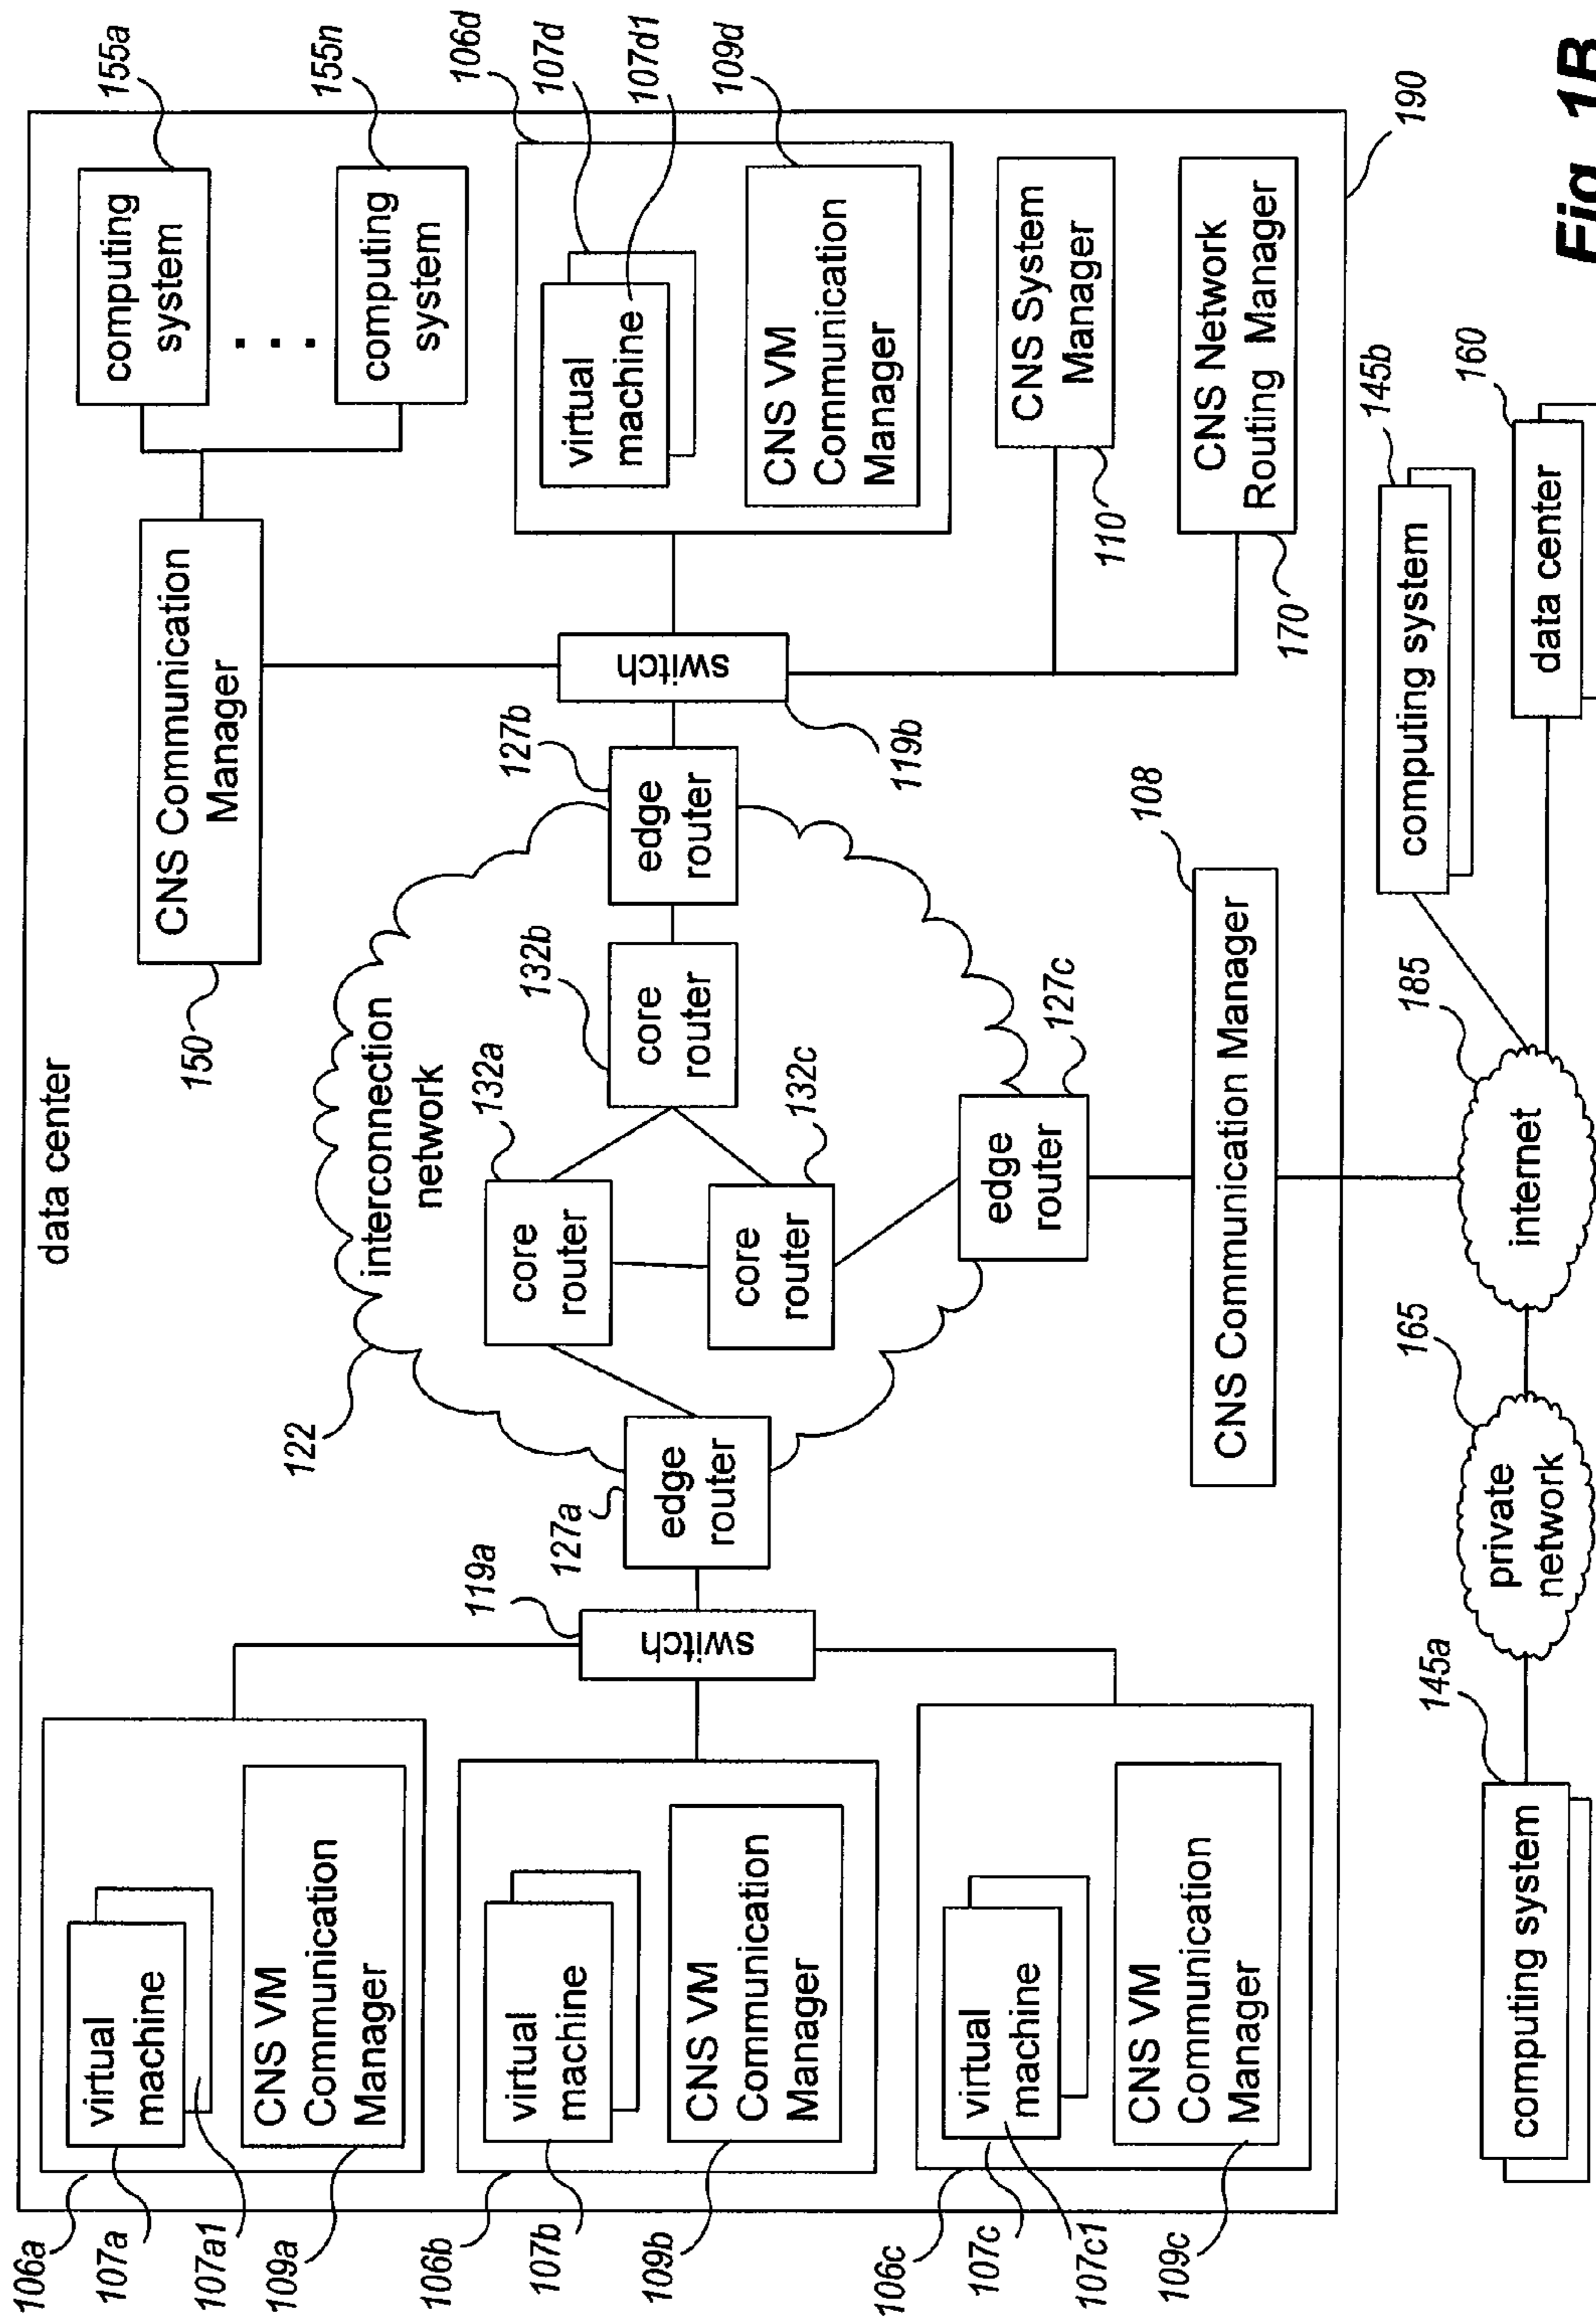 data center
106a
107a
107a1
109a
virtual
machine
CNS VM
Communication
Manager
106b
107b
109b
virtual
machine
CNS VM
Communication
Manager
106c
107c
107c1
109c
virtual
machine
CNS VM
Communication
Manager
119a
switch
127a
edge
router
122
interconnection
network
132a
core
router
132b
core
router
132c
core
router
127b
edge
router
127c
edge
router
119b
switch
150
CNS Communication
Manager
computing
system
155a
computing
system
155n
106d
107d
107d1
109d
virtual
machine
CNS VM
Communication
Manager
CNS System
Manager
110
CNS Network
Routing Manager
170
190
108
CNS Communication Manager
145a
computing system
165
private
network
185
internet
145b
computing system
160
data center
Fig. 1B